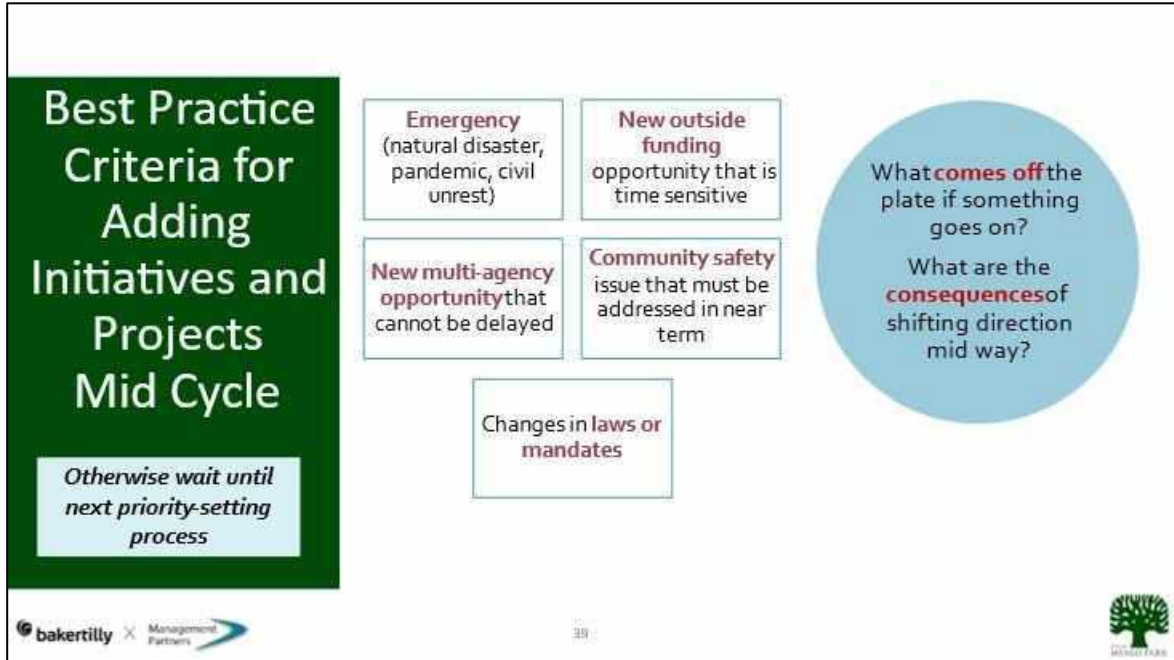 Best Practice
Criteria for
Adding
Initiatives and
Projects
Mid Cycle
Otherwise wait until
next priority-setting
process
Emergency
(natural disaster,
pandemic, civil
unrest)
New outside
funding
opportunity that is
time sensitive
New multi-agency
opportunity that
cannot be delayed
Community safety
issue that must be
addressed in near
term
Changes in laws or
mandates
What comes off the
plate if something
goes on?
What are the
consequences of
shifting direction
mid way?
bakertilly X Management
Partners
39
MENLO PARK